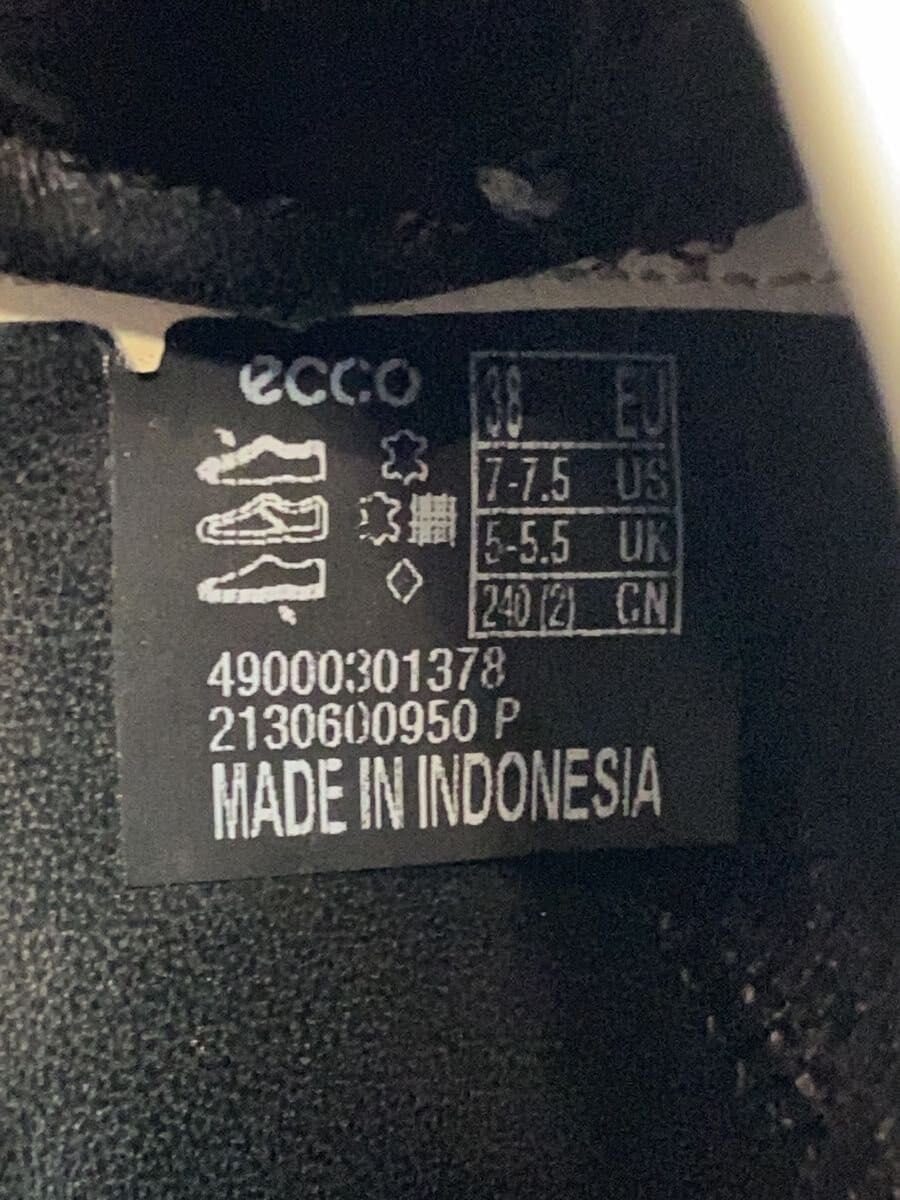 ecco
38 EU
7-7.5 US
5-5.5 UK
240 (2) CN
49000301378
2130600950 P
MADE IN INDONESIA